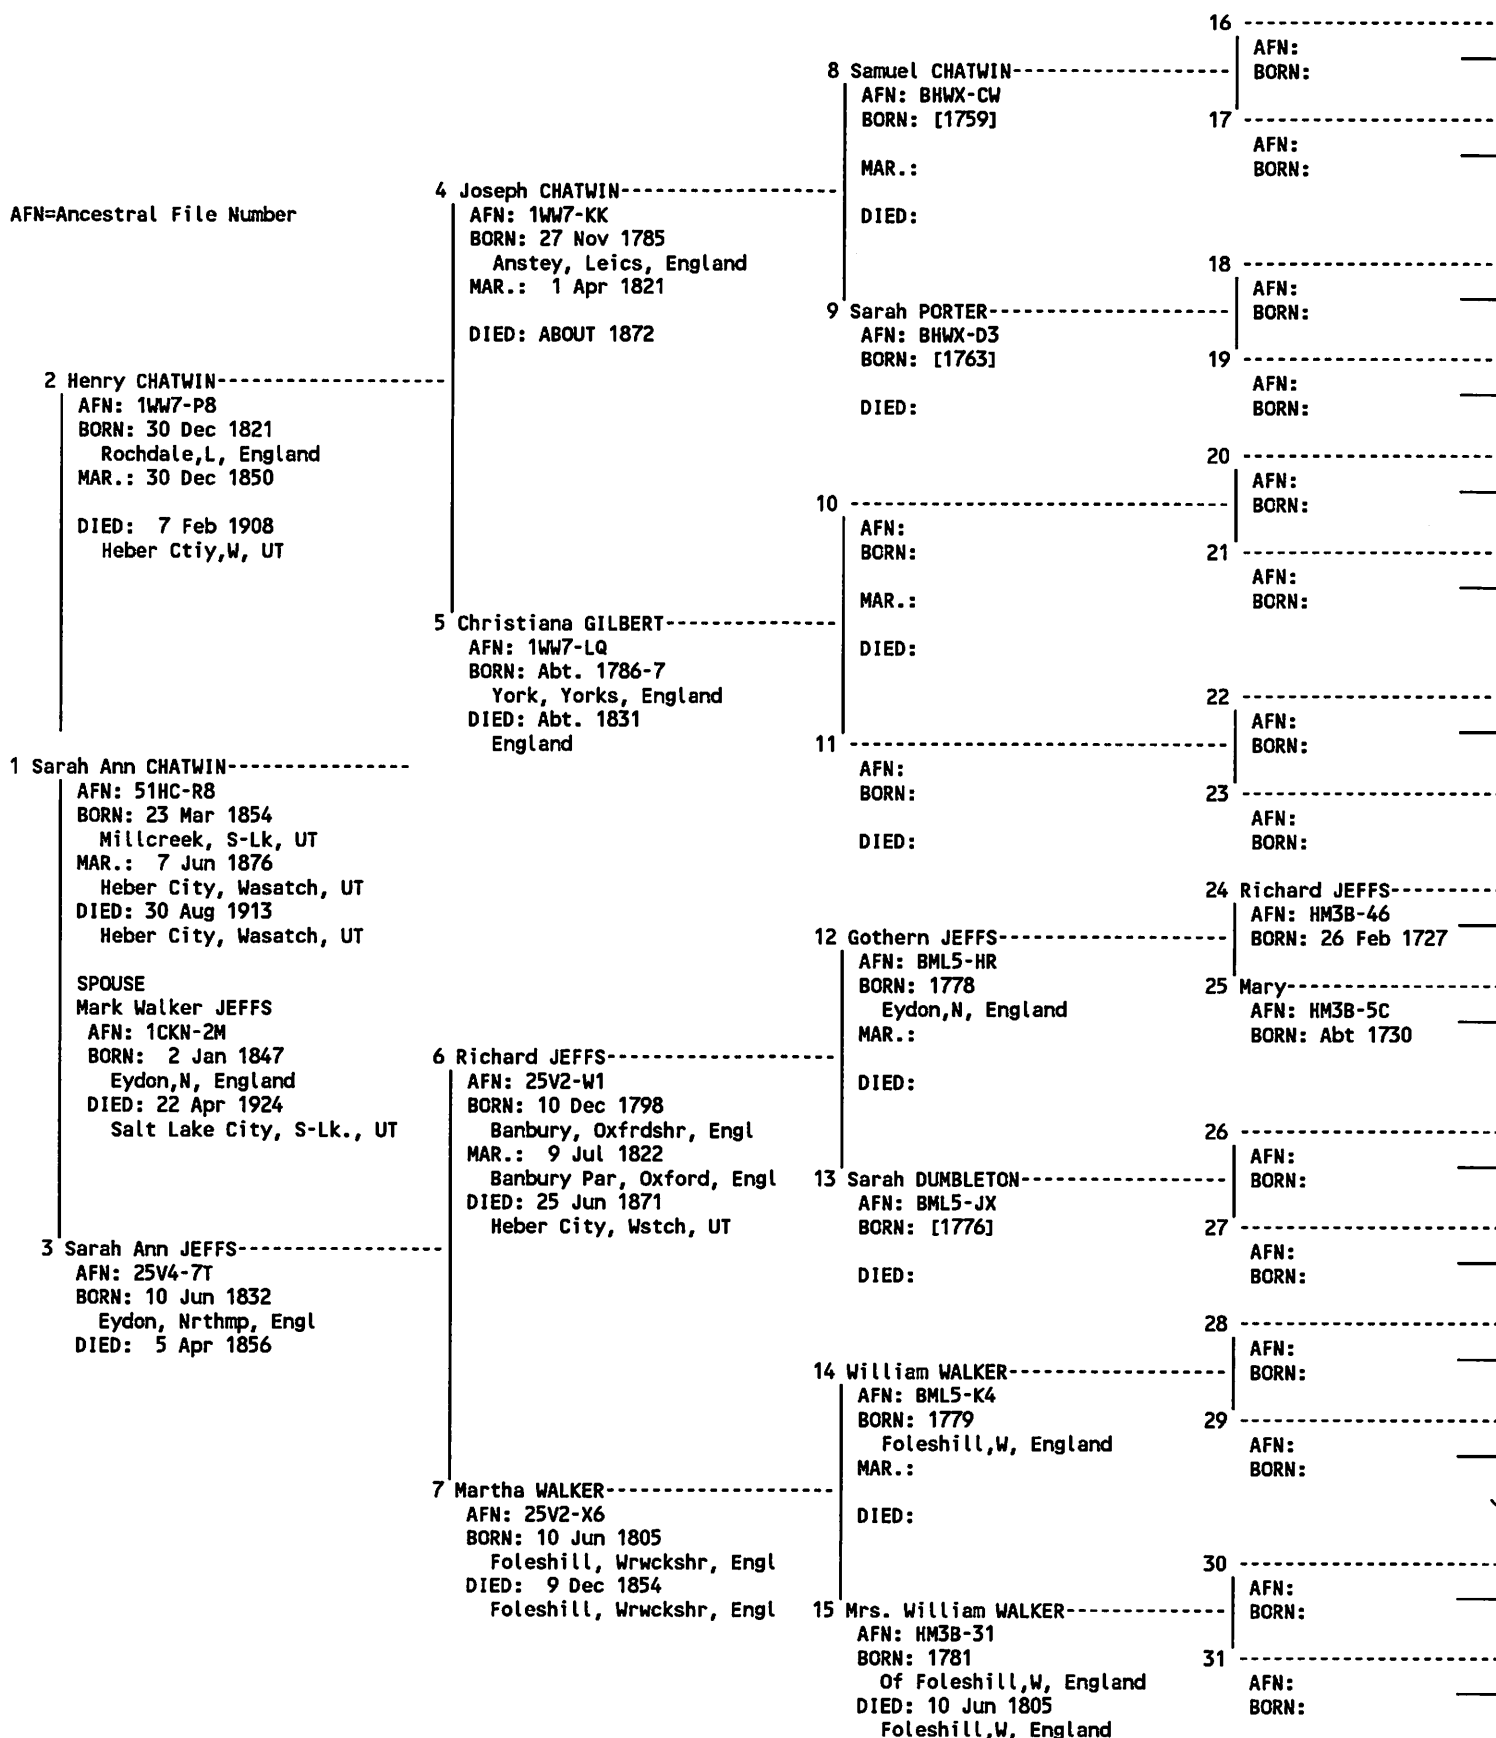 AFN=Ancestral File Number
1 Sarah Ann CHATWIN
AFN: 51HC-R8
BORN: 23 Mar 1854
Millcreek, S-Lk, UT
MAR.: 7 Jun 1876
Heber City, Wasatch, UT
DIED: 30 Aug 1913
Heber City, Wasatch, UT
SPOUSE
Mark Walker JEFFS
AFN: 1CKN-2M
BORN: 2 Jan 1847
Eydon,N, England
DIED: 22 Apr 1924
Salt Lake City, S-Lk., UT
2 Henry CHATWIN
AFN: 1WW7-P8
BORN: 30 Dec 1821
Rochdale,L, England
MAR.: 30 Dec 1850
DIED: 7 Feb 1908
Heber Ctiy,W, UT
3 Sarah Ann JEFFS
AFN: 25V4-7T
BORN: 10 Jun 1832
Eydon, Nrthmp, Engl
DIED: 5 Apr 1856
4 Joseph CHATWIN
AFN: 1WW7-KK
BORN: 27 Nov 1785
Anstey, Leics, England
MAR.: 1 Apr 1821
DIED: ABOUT 1872
5 Christiana GILBERT
AFN: 1WW7-LQ
BORN: Abt. 1786-7
York, Yorks, England
DIED: Abt. 1831
England
6 Richard JEFFS
AFN: 25V2-W1
BORN: 10 Dec 1798
Banbury, Oxfrdshr, Engl
MAR.: 9 Jul 1822
Banbury Par, Oxford, Engl
DIED: 25 Jun 1871
Heber City, Wstch, UT
7 Martha WALKER
AFN: 25V2-X6
BORN: 10 Jun 1805
Foleshill, Wrwckshr, Engl
DIED: 9 Dec 1854
Foleshill, Wrwckshr, Engl
8 Samuel CHATWIN
AFN: BHWX-CW
BORN: [1759]
MAR.:
DIED:
9 Sarah PORTER
AFN: BHWX-D3
BORN: [1763]
DIED:
10
AFN:
BORN:
MAR.:
DIED:
11
AFN:
BORN:
DIED:
12 Gothern JEFFS
AFN: BML5-HR
BORN: 1778
Eydon,N, England
MAR.:
DIED:
13 Sarah DUMBLETON
AFN: BML5-JX
BORN: [1776]
DIED:
14 William WALKER
AFN: BML5-K4
BORN: 1779
Foleshill,W, England
MAR.:
DIED:
15 Mrs. William WALKER
AFN: HM3B-31
BORN: 1781
Of Foleshill,W, England
DIED: 10 Jun 1805
Foleshill,W, England
16
AFN:
BORN:
17
AFN:
BORN:
18
AFN:
BORN:
19
AFN:
BORN:
20
AFN:
BORN:
21
AFN:
BORN:
22
AFN:
BORN:
23
AFN:
BORN:
24 Richard JEFFS
AFN: HM3B-46
BORN: 26 Feb 1727
25 Mary
AFN: HM3B-5C
BORN: Abt 1730
26
AFN:
BORN:
27
AFN:
BORN:
28
AFN:
BORN:
29
AFN:
BORN:
30
AFN:
BORN:
31
AFN:
BORN: